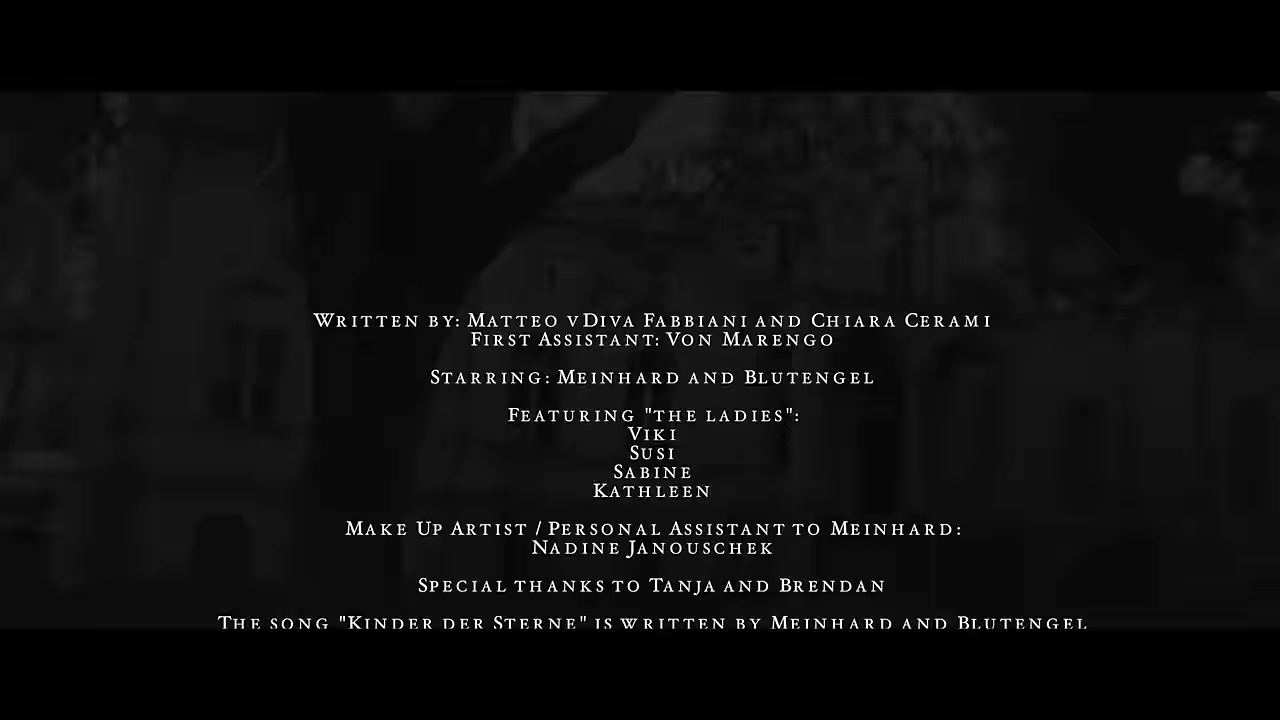 Written by: Matteo vDiva Fabbiani and Chiara Cerami
First Assistant: Von Marengo
Starring: Meinhard and Blutengel
Featuring "the ladies":
Viki
Susi
Sabine
Kathleen
Make Up Artist / Personal Assistant to Meinhard:
Nadine Janouschek
Special thanks to Tanja and Brendan
The song "Kinder der Sterne" is written by Meinhard and Blutengel